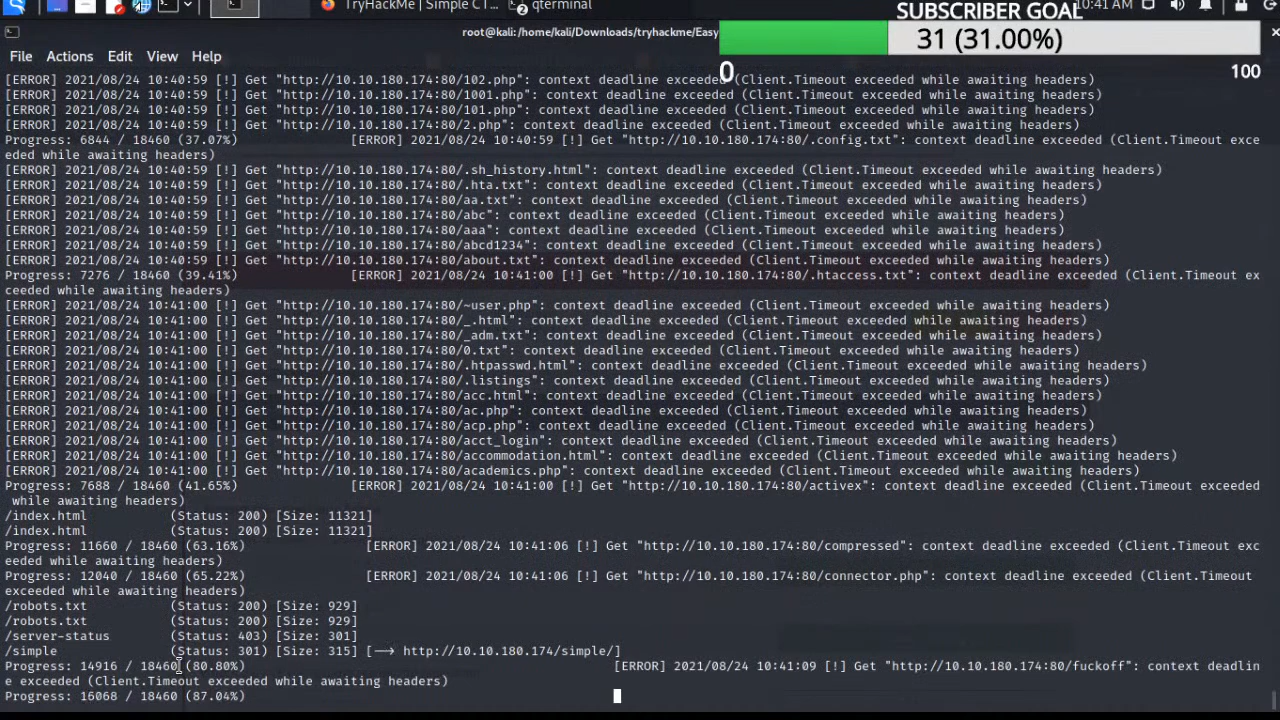 TryHackMe | Simple CT…
qterminal
10:41 AM
SUBSCRIBER GOAL
31 (31.00%)
0
100
root@kali: /home/kali/Downloads/tryhackme/Easy
File Actions Edit View Help
[ERROR] 2021/08/24 10:40:59 [!] Get "http://10.10.180.174:80/102.php": context deadline exceeded (Client.Timeout exceeded while awaiting headers)
[ERROR] 2021/08/24 10:40:59 [!] Get "http://10.10.180.174:80/1001.php": context deadline exceeded (Client.Timeout exceeded while awaiting headers)
[ERROR] 2021/08/24 10:40:59 [!] Get "http://10.10.180.174:80/101.php": context deadline exceeded (Client.Timeout exceeded while awaiting headers)
[ERROR] 2021/08/24 10:40:59 [!] Get "http://10.10.180.174:80/2.php": context deadline exceeded (Client.Timeout exceeded while awaiting headers)
Progress: 6844 / 18460 (37.07%) [ERROR] 2021/08/24 10:40:59 [!] Get "http://10.10.180.174:80/.config.txt": context deadline exceeded (Client.Timeout exce
eded while awaiting headers)
[ERROR] 2021/08/24 10:40:59 [!] Get "http://10.10.180.174:80/.sh_history.html": context deadline exceeded (Client.Timeout exceeded while awaiting headers)
[ERROR] 2021/08/24 10:40:59 [!] Get "http://10.10.180.174:80/.hta.txt": context deadline exceeded (Client.Timeout exceeded while awaiting headers)
[ERROR] 2021/08/24 10:40:59 [!] Get "http://10.10.180.174:80/aa.txt": context deadline exceeded (Client.Timeout exceeded while awaiting headers)
[ERROR] 2021/08/24 10:40:59 [!] Get "http://10.10.180.174:80/abc": context deadline exceeded (Client.Timeout exceeded while awaiting headers)
[ERROR] 2021/08/24 10:40:59 [!] Get "http://10.10.180.174:80/aaa": context deadline exceeded (Client.Timeout exceeded while awaiting headers)
[ERROR] 2021/08/24 10:40:59 [!] Get "http://10.10.180.174:80/abcd1234": context deadline exceeded (Client.Timeout exceeded while awaiting headers)
[ERROR] 2021/08/24 10:40:59 [!] Get "http://10.10.180.174:80/about.txt": context deadline exceeded (Client.Timeout exceeded while awaiting headers)
Progress: 7276 / 18460 (39.41%) [ERROR] 2021/08/24 10:41:00 [!] Get "http://10.10.180.174:80/.htaccess.txt": context deadline exceeded (Client.Timeout ex
ceeded while awaiting headers)
[ERROR] 2021/08/24 10:41:00 [!] Get "http://10.10.180.174:80/~user.php": context deadline exceeded (Client.Timeout exceeded while awaiting headers)
[ERROR] 2021/08/24 10:41:00 [!] Get "http://10.10.180.174:80/_.html": context deadline exceeded (Client.Timeout exceeded while awaiting headers)
[ERROR] 2021/08/24 10:41:00 [!] Get "http://10.10.180.174:80/_adm.txt": context deadline exceeded (Client.Timeout exceeded while awaiting headers)
[ERROR] 2021/08/24 10:41:00 [!] Get "http://10.10.180.174:80/0.txt": context deadline exceeded (Client.Timeout exceeded while awaiting headers)
[ERROR] 2021/08/24 10:41:00 [!] Get "http://10.10.180.174:80/.htpasswd.html": context deadline exceeded (Client.Timeout exceeded while awaiting headers)
[ERROR] 2021/08/24 10:41:00 [!] Get "http://10.10.180.174:80/.listings": context deadline exceeded (Client.Timeout exceeded while awaiting headers)
[ERROR] 2021/08/24 10:41:00 [!] Get "http://10.10.180.174:80/acc.html": context deadline exceeded (Client.Timeout exceeded while awaiting headers)
[ERROR] 2021/08/24 10:41:00 [!] Get "http://10.10.180.174:80/ac.php": context deadline exceeded (Client.Timeout exceeded while awaiting headers)
[ERROR] 2021/08/24 10:41:00 [!] Get "http://10.10.180.174:80/acp.php": context deadline exceeded (Client.Timeout exceeded while awaiting headers)
[ERROR] 2021/08/24 10:41:00 [!] Get "http://10.10.180.174:80/acct_login": context deadline exceeded (Client.Timeout exceeded while awaiting headers)
[ERROR] 2021/08/24 10:41:00 [!] Get "http://10.10.180.174:80/accommodation.html": context deadline exceeded (Client.Timeout exceeded while awaiting headers)
[ERROR] 2021/08/24 10:41:00 [!] Get "http://10.10.180.174:80/academics.php": context deadline exceeded (Client.Timeout exceeded while awaiting headers)
Progress: 7688 / 18460 (41.65%) [ERROR] 2021/08/24 10:41:00 [!] Get "http://10.10.180.174:80/activex": context deadline exceeded (Client.Timeout exceeded
while awaiting headers)
/index.html (Status: 200) [Size: 11321]
/index.html (Status: 200) [Size: 11321]
Progress: 11660 / 18460 (63.16%) [ERROR] 2021/08/24 10:41:06 [!] Get "http://10.10.180.174:80/compressed": context deadline exceeded (Client.Timeout exc
eeded while awaiting headers)
Progress: 12040 / 18460 (65.22%) [ERROR] 2021/08/24 10:41:06 [!] Get "http://10.10.180.174:80/connector.php": context deadline exceeded (Client.Timeout
exceeded while awaiting headers)
/robots.txt (Status: 200) [Size: 929]
/robots.txt (Status: 200) [Size: 929]
/server-status (Status: 403) [Size: 301]
/simple (Status: 301) [Size: 315] [--> http://10.10.180.174/simple/]
Progress: 14916 / 18460 (80.80%) [ERROR] 2021/08/24 10:41:09 [!] Get "http://10.10.180.174:80/fuckoff": context deadlin
e exceeded (Client.Timeout exceeded while awaiting headers)
Progress: 16068 / 18460 (87.04%)